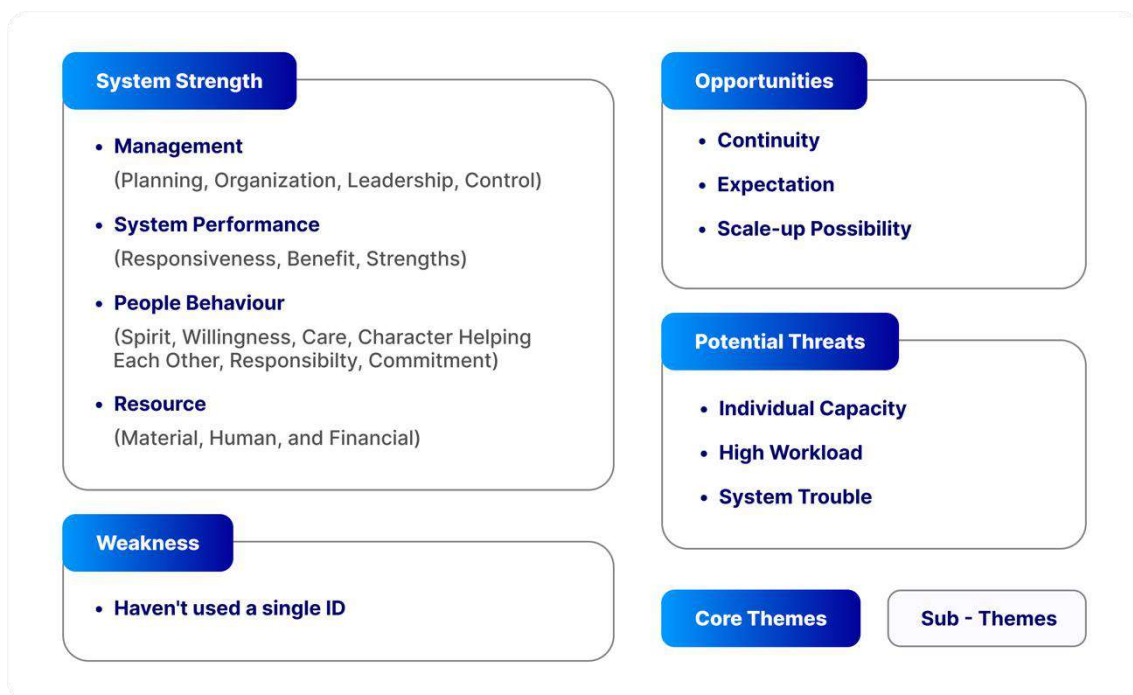 System Strength
• Management
(Planning, Organization, Leadership, Control)
• System Performance
(Responsiveness, Benefit, Strengths)
• People Behaviour
(Spirit, Willingness, Care, Character Helping
Each Other, Responsibilty, Commitment)
• Resource
(Material, Human, and Financial)
Weakness
• Haven't used a single ID
Opportunities
• Continuity
• Expectation
• Scale-up Possibility
Potential Threats
• Individual Capacity
• High Workload
• System Trouble
Core Themes
Sub - Themes